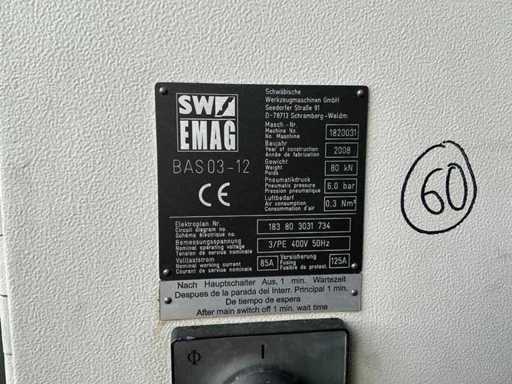 SW
EMAG
BAS 03-12
CE
Schwäbische
Werkzeugmaschinen GmbH
Seedorfer Straße 91
D-78713 Schramberg-Waldm.
Masch.-Nr.
Machine No.
No. Maschine
1820031
Baujahr
Year of construction
Année de fabrication
2008
Gewicht
Weight
Poids
80 kN
Pneumatikdruck
Pneumatic pressure
Pression pneumatique
6,0 bar
Luftbedarf
Air consumption
Consommation d'air
0,3 Nm³
Elektroplan Nr.
Circuit diagram no.
Schéma électrique no.
183 80 3031 734
Bemessungsspannung
Nominal operating voltage
Tension de service nominale
3/PE 400V 50Hz
Vollaststrom
Nominal working current
Courant de service nominale
85A
Versicherung
Fusing
Fusible de protect.
125A
Nach Hauptschalter Aus, 1 min. Wartezeit
Despues de la parada del Interr. Principal 1 min.
De tiempo de espera
After main switch off 1 min. wait time
I
60